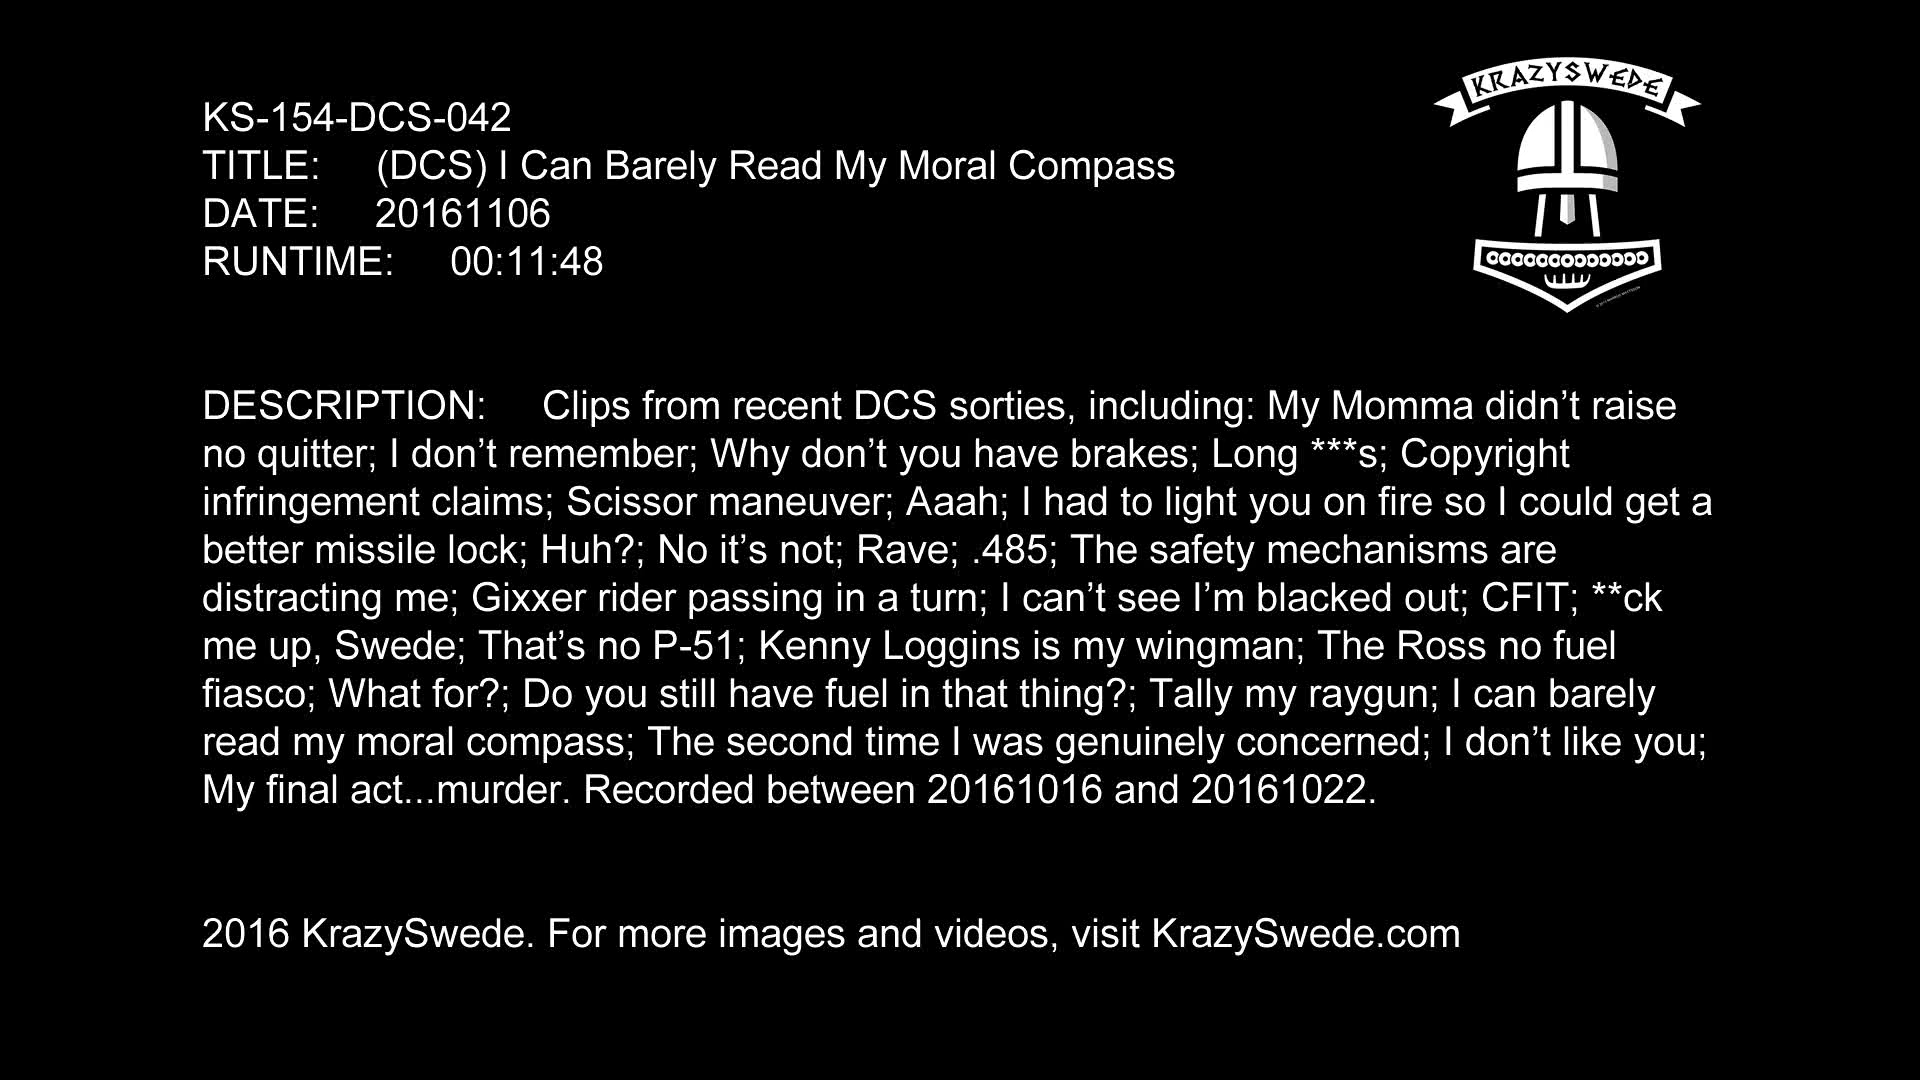 KRAZYSWEDE
KS-154-DCS-042
TITLE: (DCS) I Can Barely Read My Moral Compass
DATE: 20161106
RUNTIME: 00:11:48
DESCRIPTION: Clips from recent DCS sorties, including: My Momma didn’t raise
no quitter; I don’t remember; Why don’t you have brakes; Long ***s; Copyright
infringement claims; Scissor maneuver; Aaah; I had to light you on fire so I could get a
better missile lock; Huh?; No it’s not; Rave; .485; The safety mechanisms are
distracting me; Gixxer rider passing in a turn; I can’t see I’m blacked out; CFIT; **ck
me up, Swede; That’s no P-51; Kenny Loggins is my wingman; The Ross no fuel
fiasco; What for?; Do you still have fuel in that thing?; Tally my raygun; I can barely
read my moral compass; The second time I was genuinely concerned; I don’t like you;
My final act...murder. Recorded between 20161016 and 20161022.
2016 KrazySwede. For more images and videos, visit KrazySwede.com